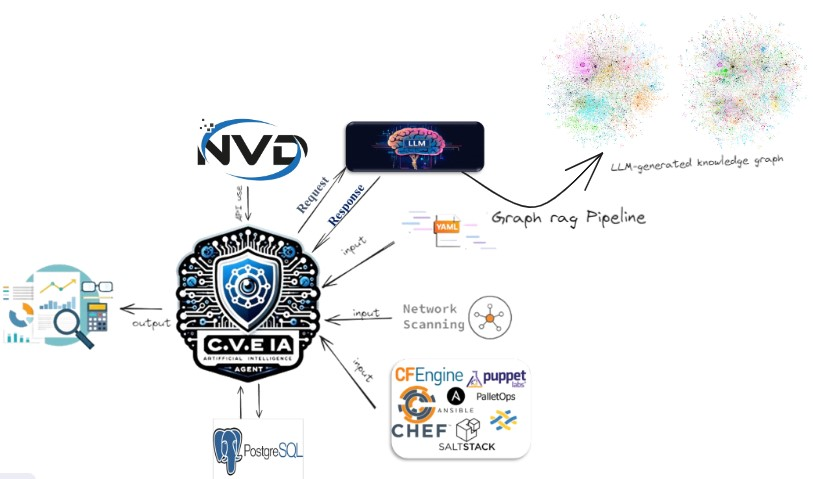 NVD
LLM
LLM-generated knowledge graph
Request
Response
API use
Graph rag Pipeline
YAML
input
input
Network
Scanning
output
C.V.E IA
ARTIFFICIAL INTELLIGENCE
AGENT
input
CFEngine
puppet
labs
ANSIBLE
PalletOps
CHEF
SALTSTACK
PostgreSQL